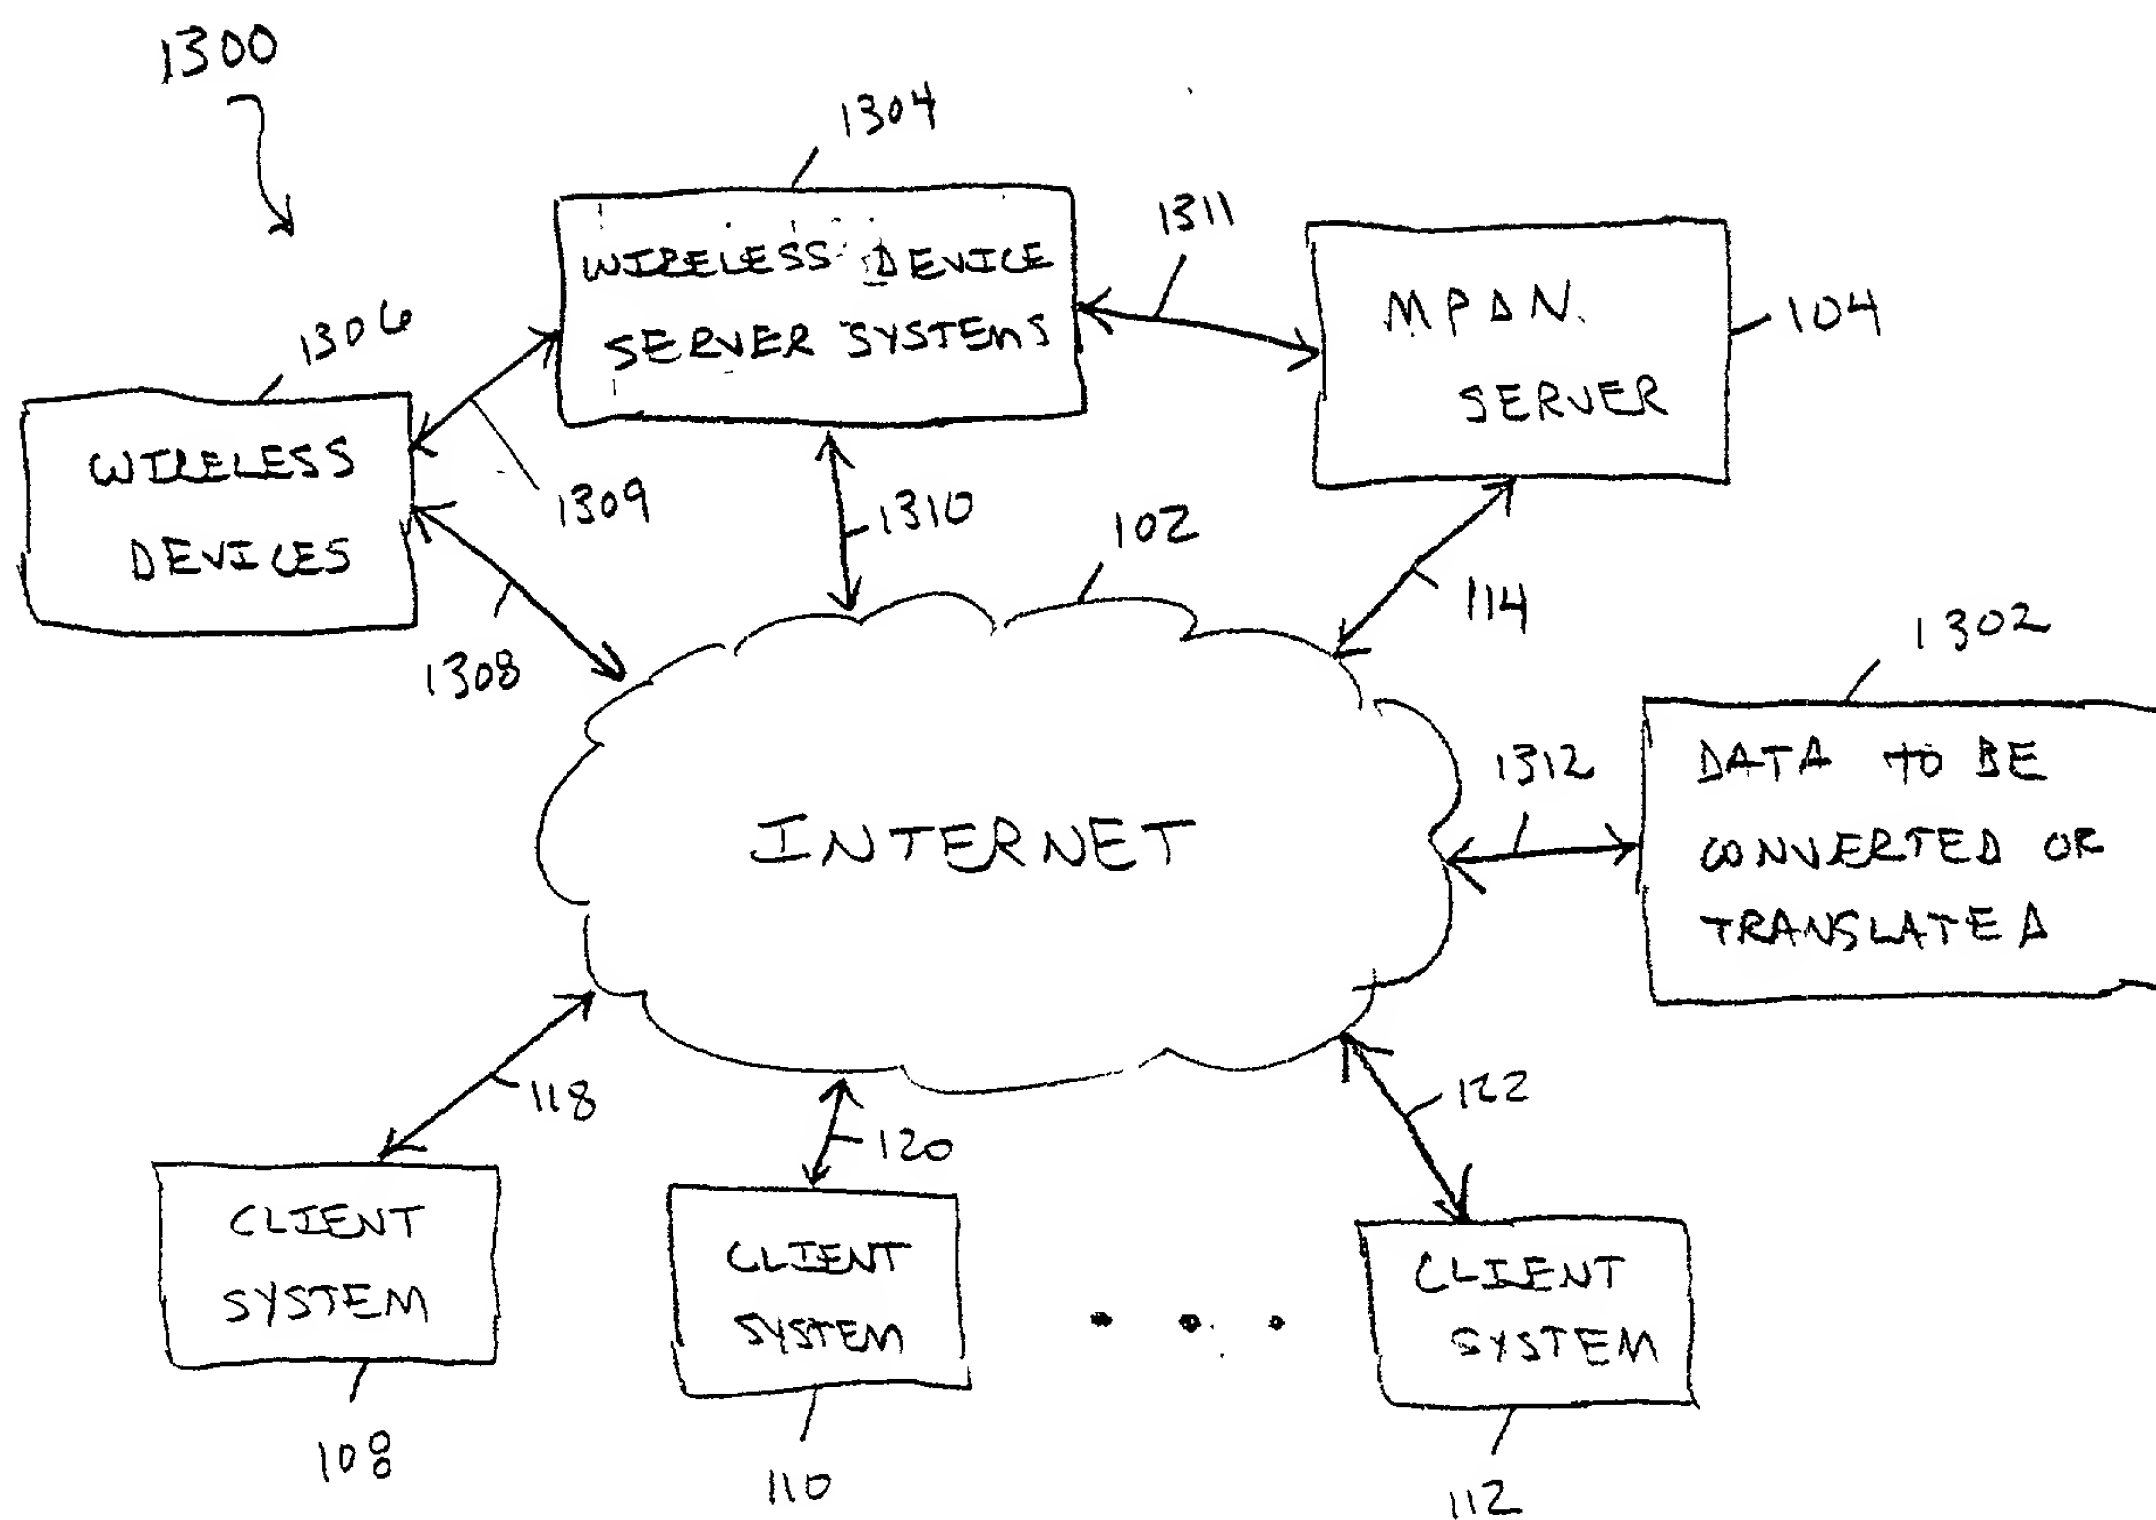 1300
1304
WIRELESS DEVICE
SERVER SYSTEMS
1311
MPDN
SERVER
104
1306
WIRELESS
DEVICES
1309
1310
102
114
1308
1302
DATA TO BE
CONVERTED OR
TRANSLATED
1312
INTERNET
118
120
122
CLIENT
SYSTEM
CLIENT
SYSTEM
. . .
CLIENT
SYSTEM
108
110
112